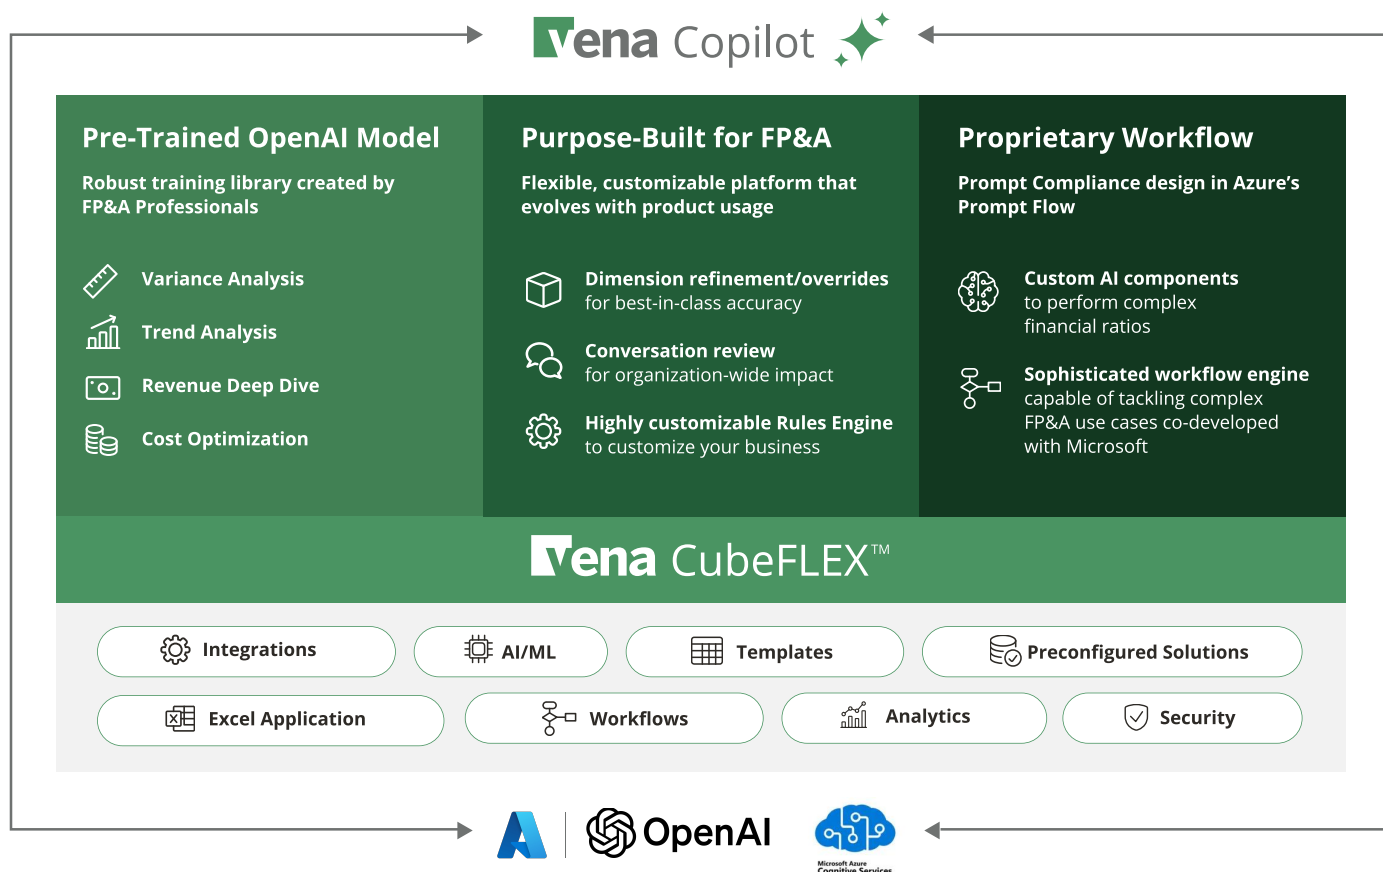 Vena Copilot
Pre-Trained OpenAI Model
Robust training library created by
FP&A Professionals
Variance Analysis
Trend Analysis
Revenue Deep Dive
Cost Optimization
Purpose-Built for FP&A
Flexible, customizable platform that
evolves with product usage
Dimension refinement/overrides
for best-in-class accuracy
Conversation review
for organization-wide impact
Highly customizable Rules Engine
to customize your business
Proprietary Workflow
Prompt Compliance design in Azure’s
Prompt Flow
Custom AI components
to perform complex
financial ratios
Sophisticated workflow engine
capable of tackling complex
FP&A use cases co-developed
with Microsoft
Vena CubeFLEX™
Integrations
AI/ML
Templates
Preconfigured Solutions
Excel Application
Workflows
Analytics
Security
OpenAI
Microsoft Azure
Cognitive Services